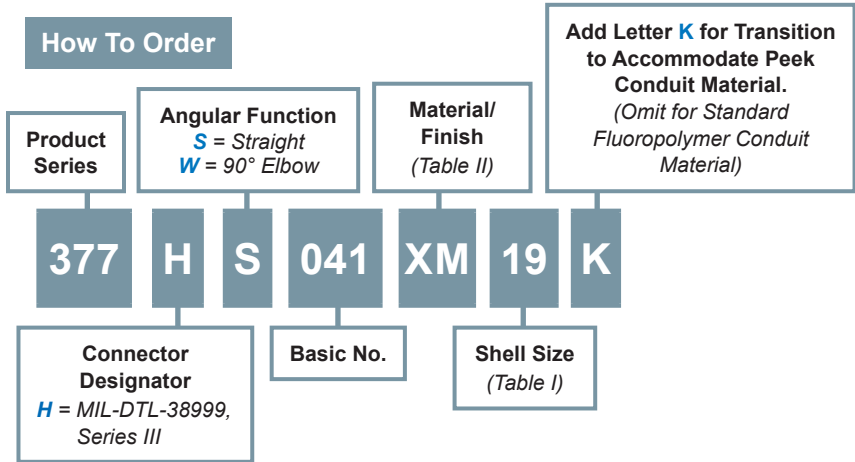 How To Order
Add Letter K for Transition
to Accommodate Peek
Conduit Material.
(Omit for Standard
Fluoropolymer Conduit
Material)
Angular Function
S = Straight
W = 90° Elbow
Material/
Finish
(Table II)
Product
Series
377 H S 041 XM 19 K
Connector
Designator
H = MIL-DTL-38999,
Series III
Basic No.
Shell Size
(Table I)